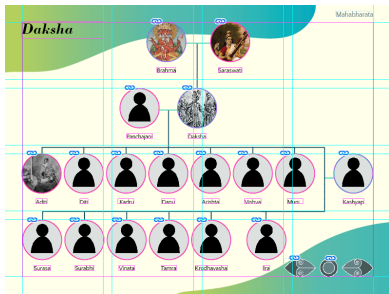 Mahabharata
Daksha
Brahma
Saraswati
Panchajani
Daksha
Aditi
Diti
Kadru
Danu
Arishta
Vishval
Muni
Kashyap
Surasa
Surabhi
Vinata
Tamra
Krodhavasha
Ira